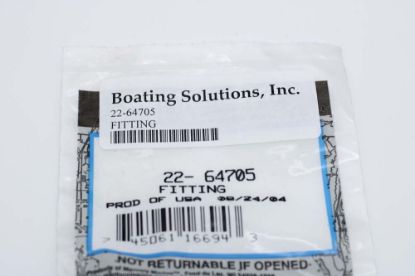 Boating Solutions, Inc.
22-64705
FITTING
22- 64705
FITTING
PROD OF USA 08/24/04
> 45061 16694 3
NOT RETURNABLE IF OPENED